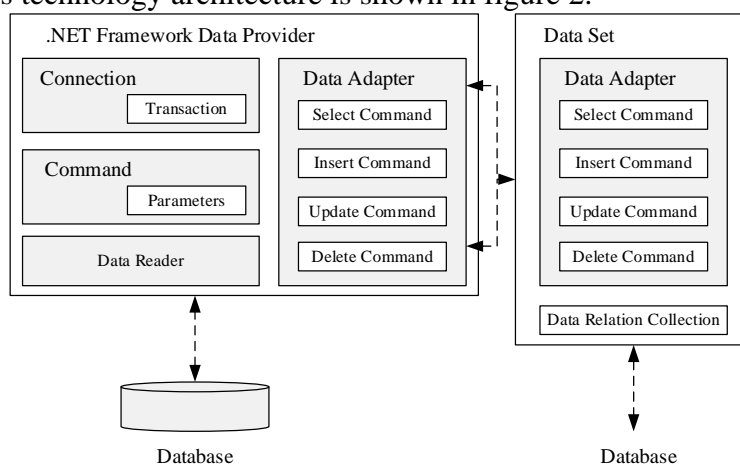 s technology architecture is shown in figure 2.
.NET Framework Data Provider
Connection
Transaction
Command
Parameters
Data Reader
Data Adapter
Select Command
Insert Command
Update Command
Delete Command
Data Set
Data Adapter
Select Command
Insert Command
Update Command
Delete Command
Data Relation Collection
Database
Database